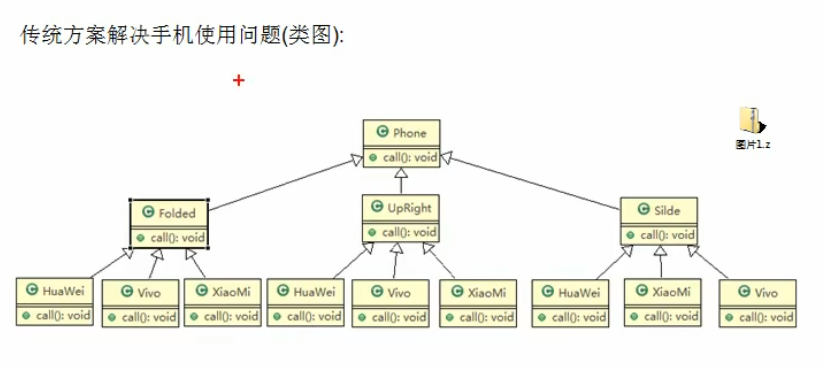 传统方案解决手机使用问题(类图):
C Phone
call(): void
图片1.z
C Folded
call(): void
C UpRight
call(): void
C Silde
call(): void
C HuaWei
call(): void
C Vivo
call(): void
C XiaoMi
call(): void
C HuaWei
call(): void
C Vivo
call(): void
C XiaoMi
call(): void
C HuaWei
call(): void
C XiaoMi
call(): void
C Vivo
call(): void